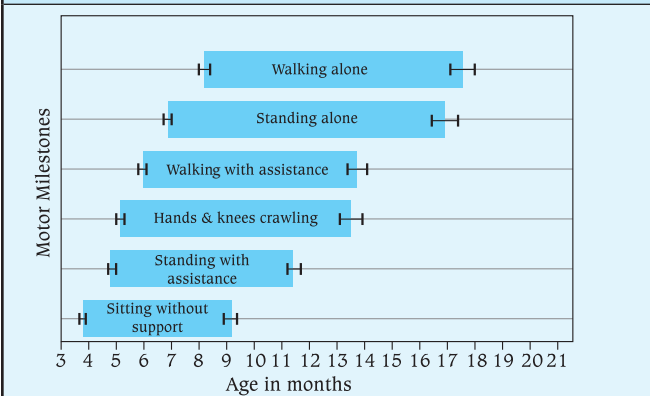 Motor Milestones
Walking alone
Standing alone
Walking with assistance
Hands & knees crawling
Standing with
assistance
Sitting without
support
3 4 5 6 7 8 9 10 11 12 13 14 15 16 17 18 19 20 21
Age in months